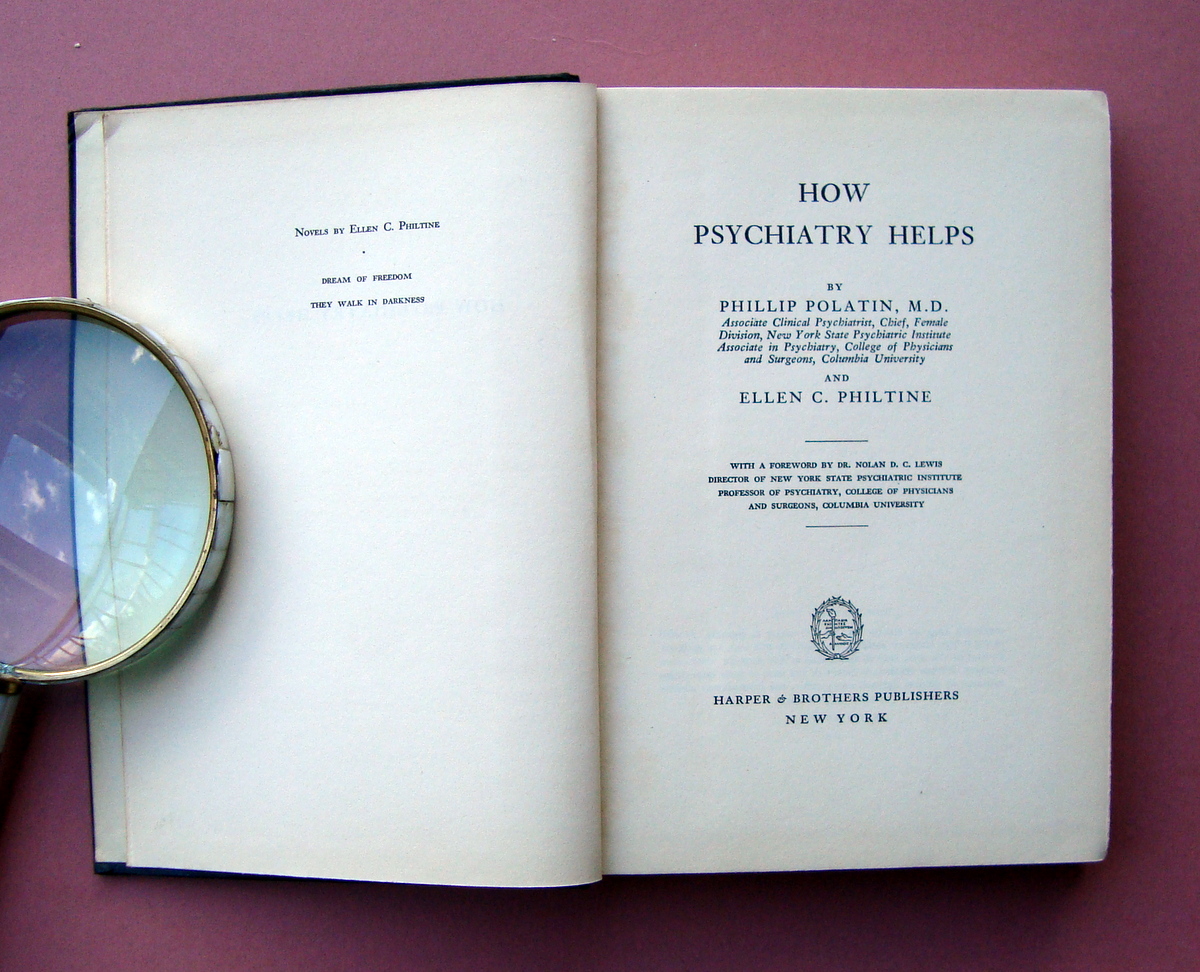 Novels by Ellen C. Philtine
DREAM OF FREEDOM
THEY WALK IN DARKNESS
HOW
PSYCHIATRY HELPS
BY
PHILLIP POLATIN, M.D.
Associate Clinical Psychiatrist, Chief, Female
Division, New York State Psychiatric Institute
Associate in Psychiatry, College of Physicians
and Surgeons, Columbia University
AND
ELLEN C. PHILTINE
WITH A FOREWORD BY DR. NOLAN D. C. LEWIS
DIRECTOR OF NEW YORK STATE PSYCHIATRIC INSTITUTE
PROFESSOR OF PSYCHIATRY, COLLEGE OF PHYSICIANS
AND SURGEONS, COLUMBIA UNIVERSITY
HARPER & BROTHERS PUBLISHERS
NEW YORK